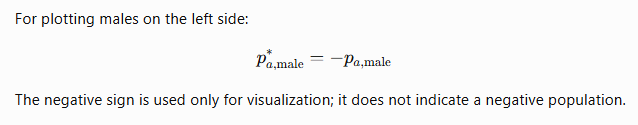 For plotting males on the left side:
p*a,male = −pa,male
The negative sign is used only for visualization; it does not indicate a negative population.